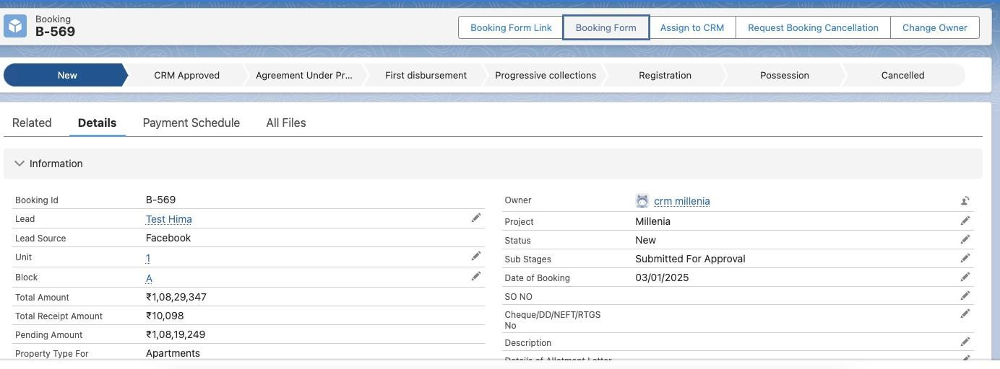 Booking
B-569
Booking Form Link Booking Form Assign to CRM Request Booking Cancellation Change Owner
New CRM Approved Agreement Under Pr... First disbursement Progressive collections Registration Possession Cancelled
Related Details Payment Schedule All Files
Information
Booking Id B-569
Lead Test Hima
Lead Source Facebook
Unit 1
Block A
Total Amount ₹1,08,29,347
Total Receipt Amount ₹10,098
Pending Amount ₹1,08,19,249
Property Type For Apartments
Owner crm millenia
Project Millenia
Status New
Sub Stages Submitted For Approval
Date of Booking 03/01/2025
SO NO
Cheque/DD/NEFT/RTGS
No
Description
Details of Allotment Letter